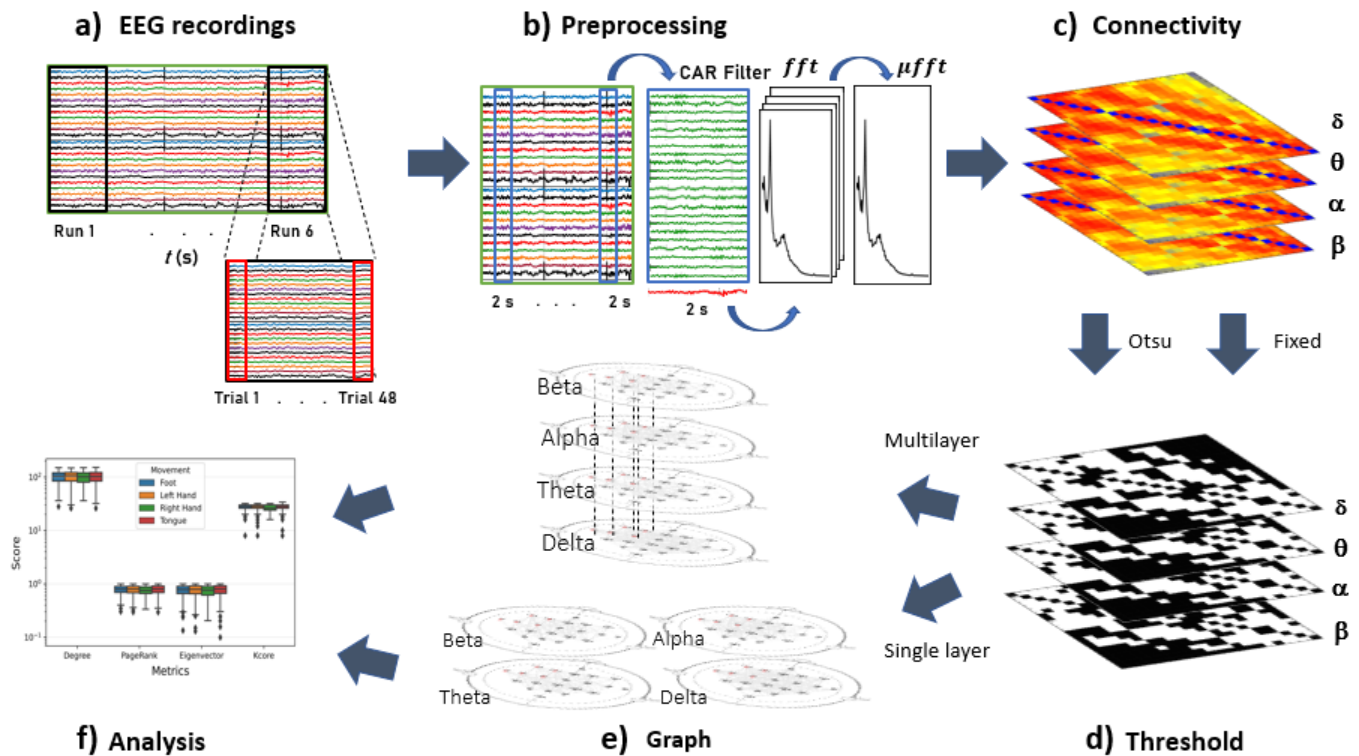 a) EEG recordings
Run 1 . . . Run 6
t (s)
Trial 1 . . . Trial 48
b) Preprocessing
CAR Filter fft μfft
2 s . . . 2 s
2 s
c) Connectivity
δ
θ
α
β
Otsu
Fixed
d) Threshold
δ
θ
α
β
Multilayer
Single layer
e) Graph
Beta
Alpha
Theta
Delta
Beta
Alpha
Theta
Delta
f) Analysis
Movement
Foot
Left Hand
Right Hand
Tongue
Score
10²
10¹
10⁰
10⁻¹
Degree PageRank Eigenvector Kcore
Metrics